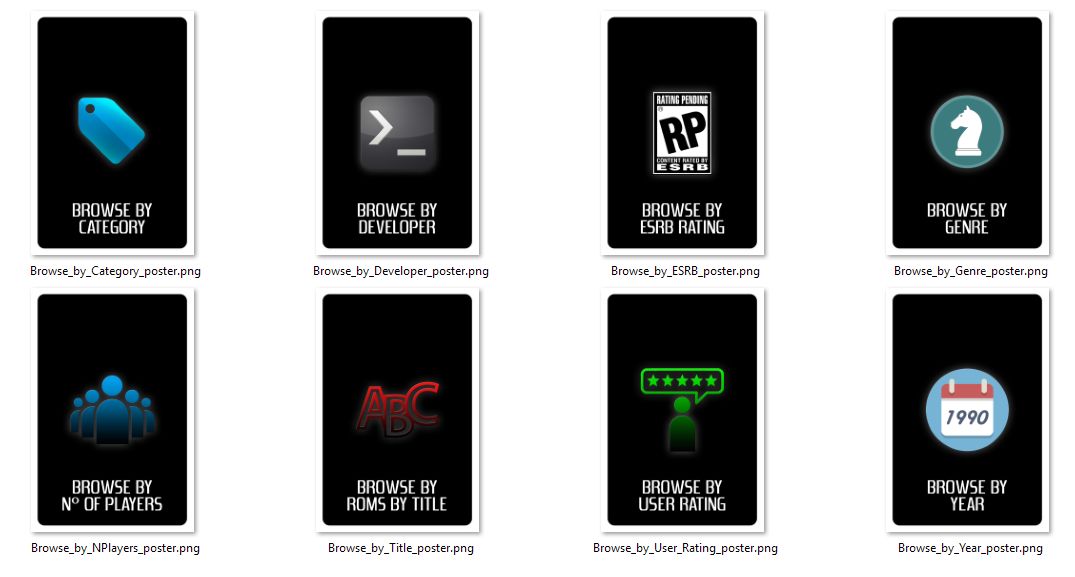 RATING PENDING
RP
®
CONTENT RATED BY
ESRB
BROWSE BY
CATEGORY
BROWSE BY
DEVELOPER
BROWSE BY
ESRB RATING
BROWSE BY
GENRE
Browse_by_Category_poster.png
Browse_by_Developer_poster.png
Browse_by_ESRB_poster.png
Browse_by_Genre_poster.png
ABC
1990
BROWSE BY
Nº OF PLAYERS
BROWSE BY
ROMS BY TITLE
BROWSE BY
USER RATING
BROWSE BY
YEAR
Browse_by_NPlayers_poster.png
Browse_by_Title_poster.png
Browse_by_User_Rating_poster.png
Browse_by_Year_poster.png